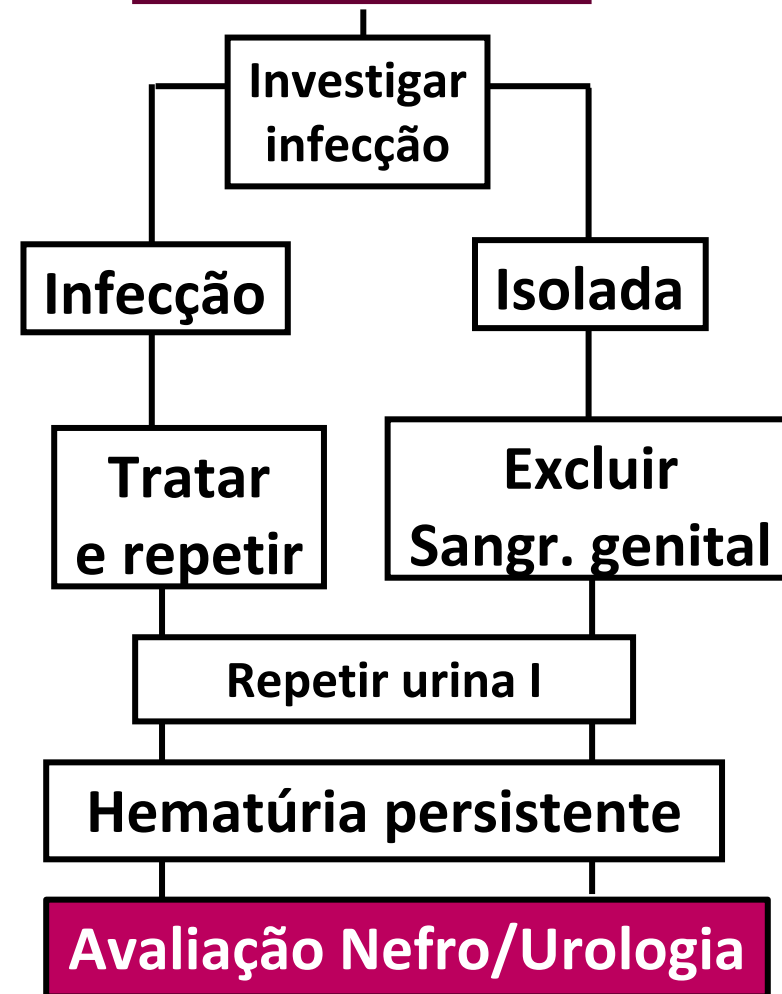 Investigar
infecção
Infecção
Isolada
Tratar
e repetir
Excluir
Sangr. genital
Repetir urina I
Hematúria persistente
Avaliação Nefro/Urologia